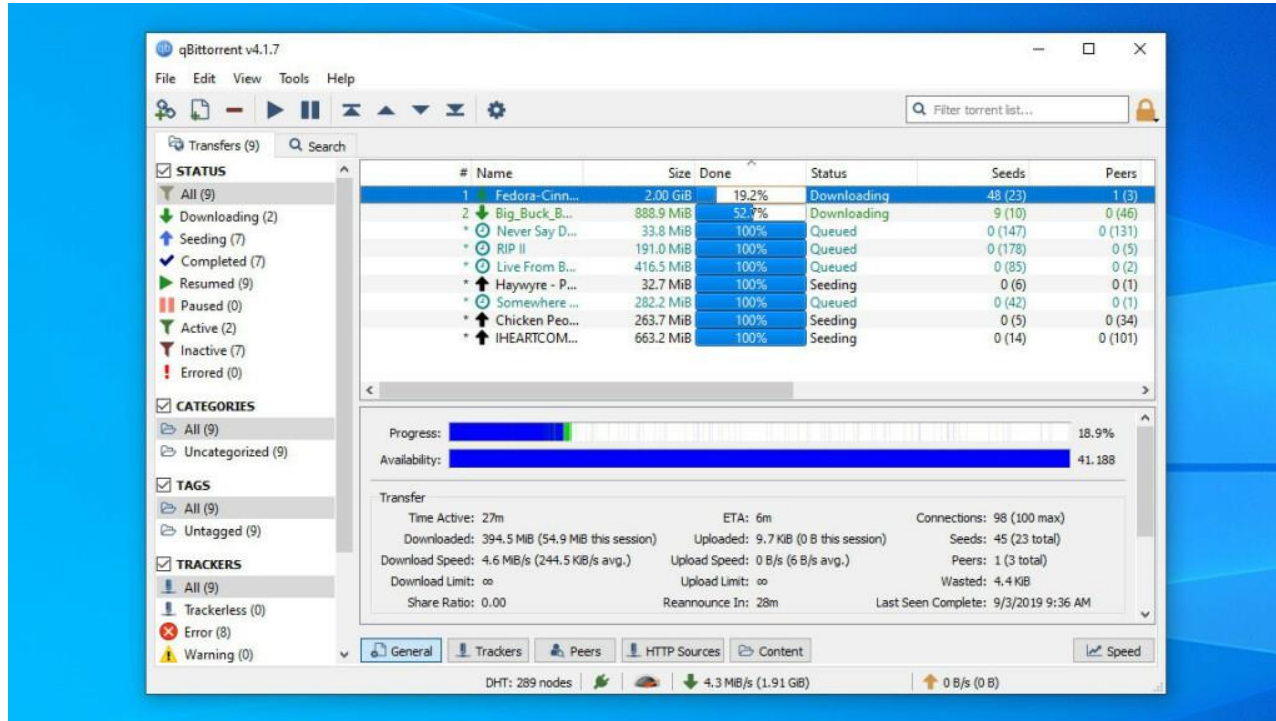 qBittorrent v4.1.7
File Edit View Tools Help
Filter torrent list...
Transfers (9) Search
STATUS
All (9)
Downloading (2)
Seeding (7)
Completed (7)
Resumed (9)
Paused (0)
Active (2)
Inactive (7)
Errored (0)
CATEGORIES
All (9)
Uncategorized (9)
TAGS
All (9)
Untagged (9)
TRACKERS
All (9)
Trackerless (0)
Error (8)
Warning (0)
# Name Size Done Status Seeds Peers
1 Fedora-Cinn... 2.00 GiB 19.2% Downloading 48 (23) 1 (3)
2 Big_Buck_B... 888.9 MiB 52.7% Downloading 9 (10) 0 (46)
* Never Say D... 33.8 MiB 100% Queued 0 (147) 0 (131)
* RIP II 191.0 MiB 100% Queued 0 (178) 0 (5)
* Live From B... 416.5 MiB 100% Queued 0 (85) 0 (2)
* Haywyre - P... 32.7 MiB 100% Seeding 0 (6) 0 (1)
* Somewhere ... 282.2 MiB 100% Queued 0 (42) 0 (1)
* Chicken Peo... 263.7 MiB 100% Seeding 0 (5) 0 (34)
* IHEARTCOM... 663.2 MiB 100% Seeding 0 (14) 0 (101)
Progress: 18.9%
Availability: 41.188
Transfer
Time Active: 27m ETA: 6m Connections: 98 (100 max)
Downloaded: 394.5 MiB (54.9 MiB this session) Uploaded: 9.7 KiB (0 B this session) Seeds: 45 (23 total)
Download Speed: 4.6 MiB/s (244.5 KiB/s avg.) Upload Speed: 0 B/s (6 B/s avg.) Peers: 1 (3 total)
Download Limit: ∞ Upload Limit: ∞ Wasted: 4.4 KiB
Share Ratio: 0.00 Reannounce In: 28m Last Seen Complete: 9/3/2019 9:36 AM
General Trackers Peers HTTP Sources Content Speed
DHT: 289 nodes 4.3 MiB/s (1.91 GiB) 0 B/s (0 B)